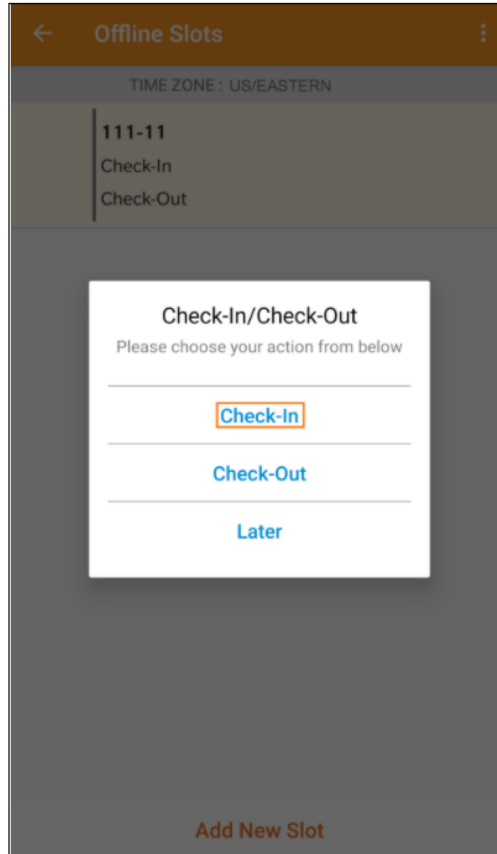 Offline Slots
TIME ZONE : US/EASTERN
111-11
Check-In
Check-Out
Check-In/Check-Out
Please choose your action from below
Check-In
Check-Out
Later
Add New Slot